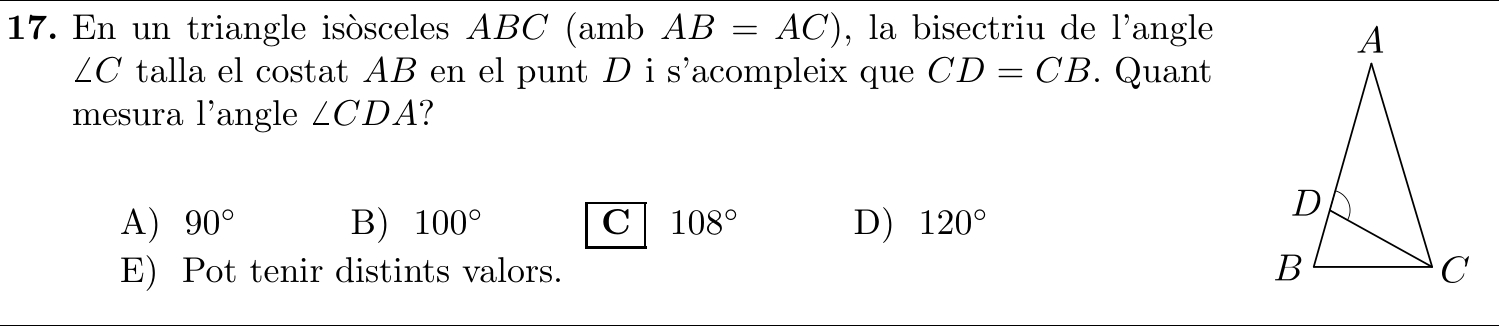 17. En un triangle isòsceles ABC (amb AB = AC), la bisectriu de l'angle
∠C talla el costat AB en el punt D i s'acompleix que CD = CB. Quant
mesura l'angle ∠CDA?
A) 90° B) 100° C 108° D) 120°
E) Pot tenir distints valors.
A
D
B C